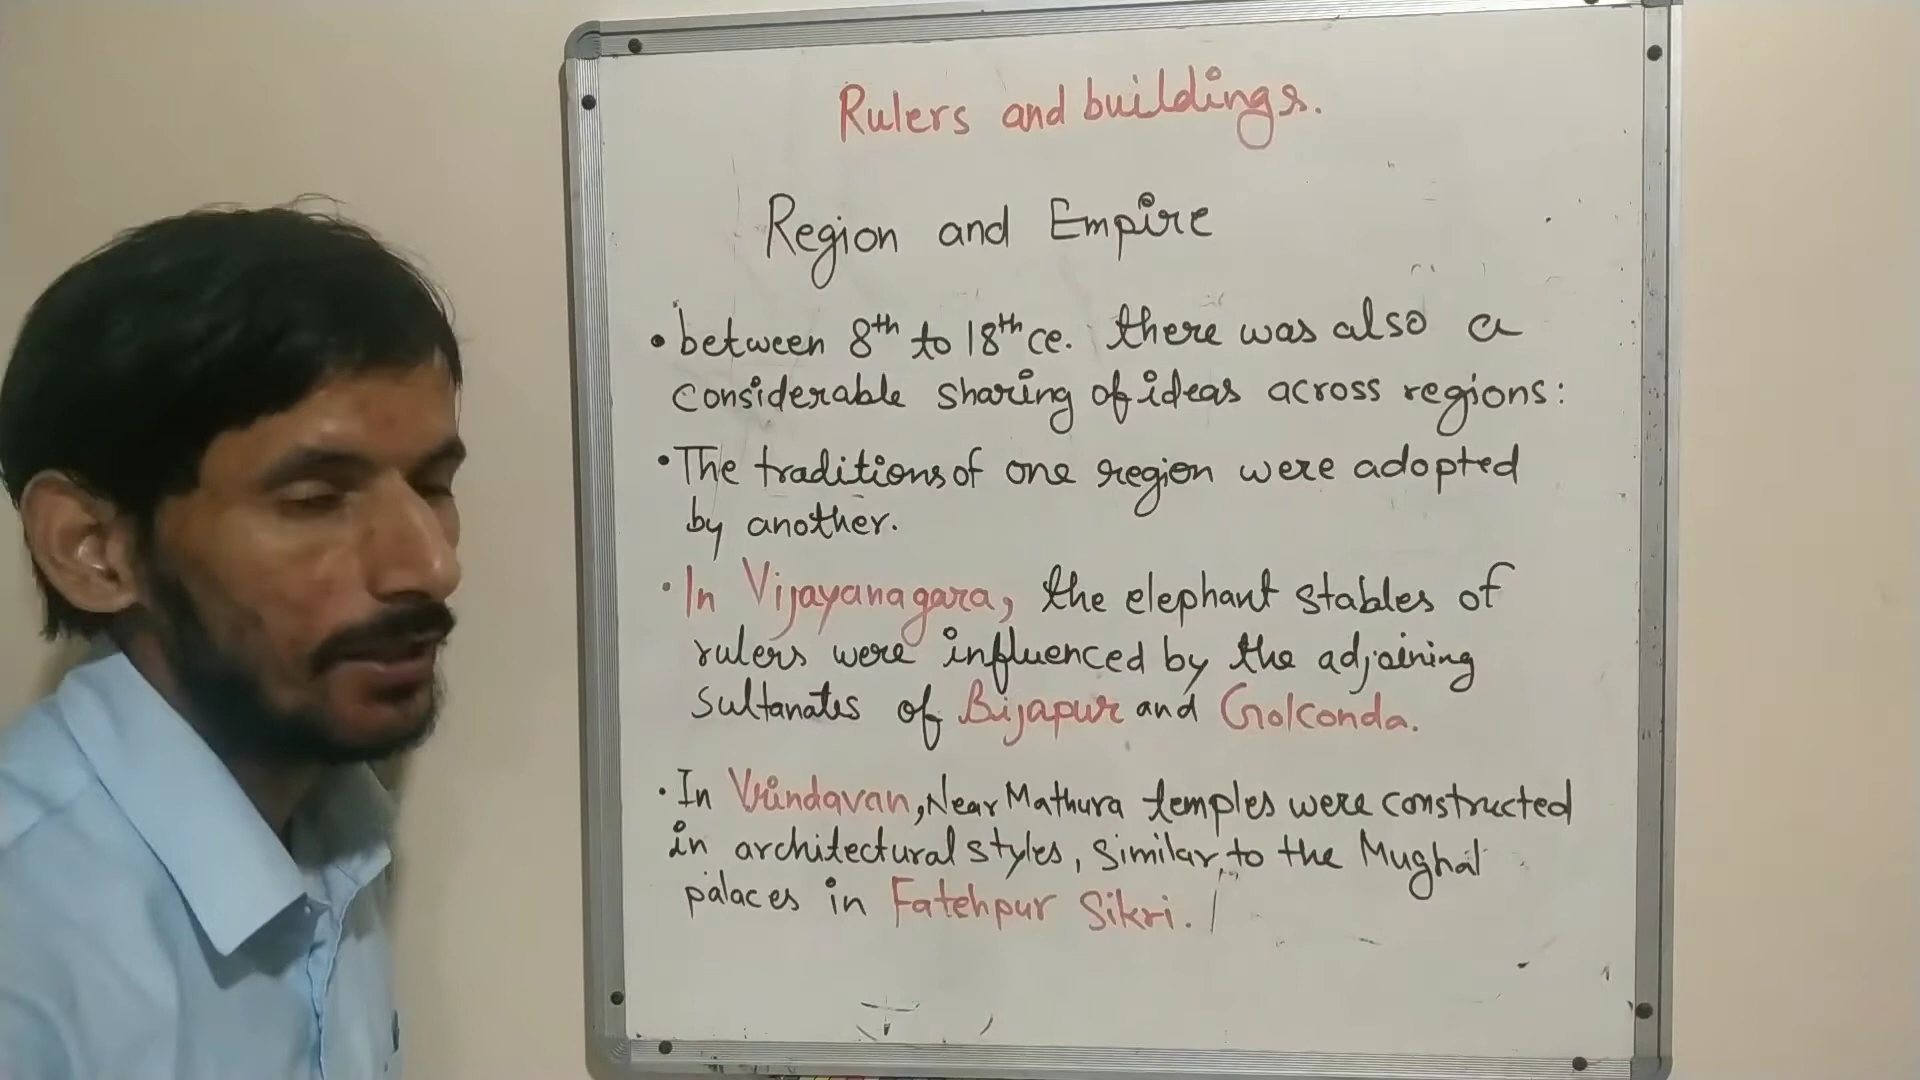 Rulers and buildings.
Region and Empire
• between 8th to 18th ce. there was also a
considerable sharing of ideas across regions:
• The traditions of one region were adopted
by another.
• In Vijayanagara, the elephant stables of
rulers were influenced by the adjoining
sultanates of Bijapur and Golconda.
• In Vrindavan, Near Mathura temples were constructed
in architectural styles, similar to the Mughal
palaces in Fatehpur Sikri.